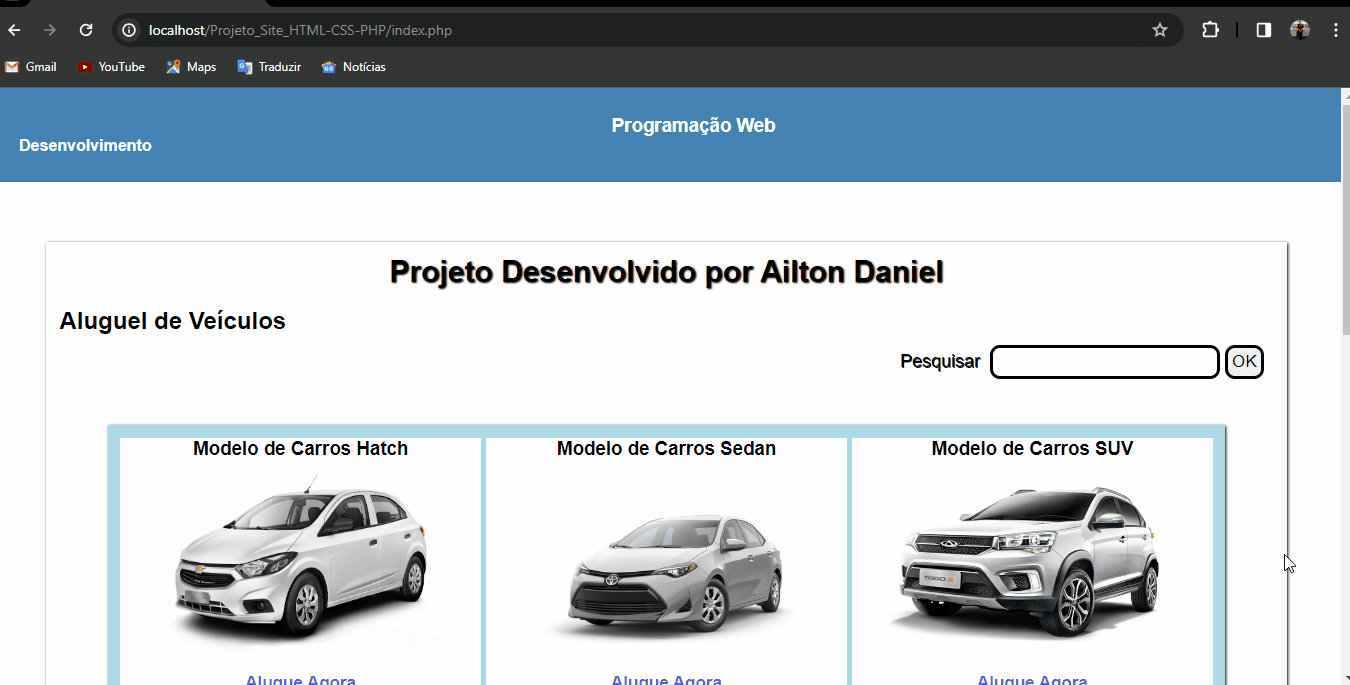 localhost/Projeto_Site_HTML-CSS-PHP/index.php
Gmail YouTube Maps Traduzir Notícias
Programação Web
Desenvolvimento
Projeto Desenvolvido por Ailton Daniel
Aluguel de Veículos
Pesquisar OK
Modelo de Carros Hatch Modelo de Carros Sedan Modelo de Carros SUV
Alugue Agora Alugue Agora Alugue Agora